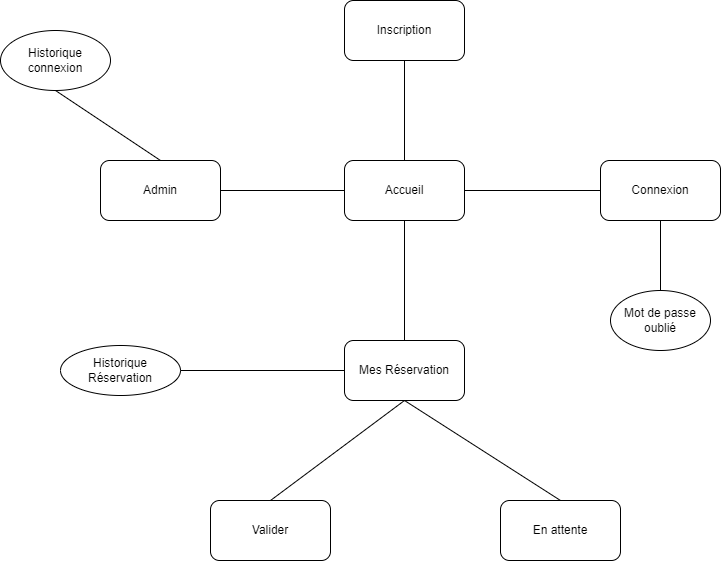 Inscription
Historique
connexion
Admin
Accueil
Connexion
Mot de passe
oublié
Historique
Réservation
Mes Réservation
Valider
En attente